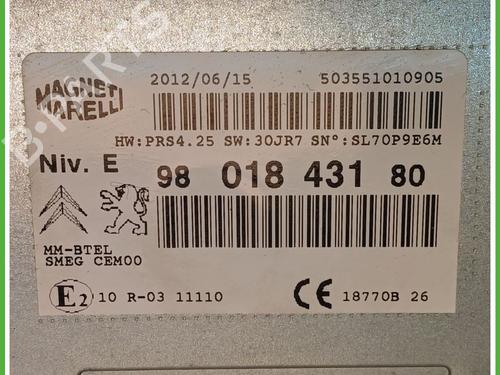 2012/06/15 503551010905
MAGNETI
MARELLI
HW:PRS4.25 SW:30JR7 SN°:SL70P9E6M
Niv. E
98 018 431 80
MM-BTEL
SMEG CEM00
E2 10 R-03 11110
CE 18770B 26